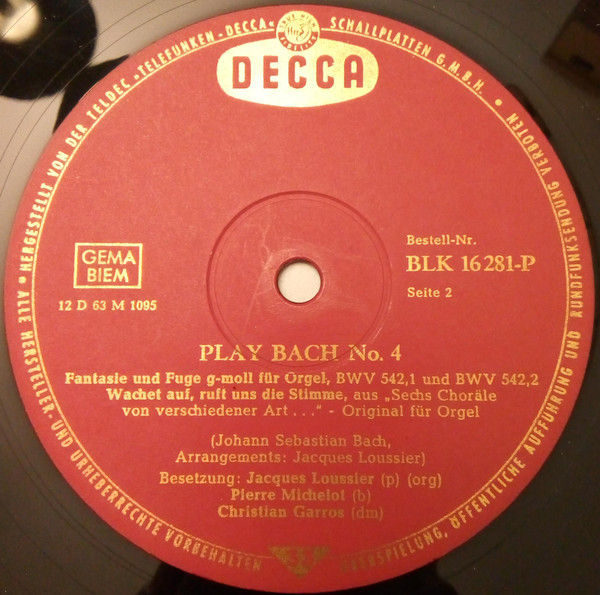 HERGESTELLT VON DER TELDEC »TELEFUNKEN-DECCA« SCHALLPLATTEN G.M.B.H. •
DECCA
GEMA
BIEM
12 D 63 M 1095
Bestell-Nr.
BLK 16 281-P
Seite 2
PLAY BACH No. 4
Fantasie und Fuge g-moll für Orgel, BWV 542,1 und BWV 542,2
Wachet auf, ruft uns die Stimme, aus „Sechs Choräle
von verschiedener Art . . .“ - Original für Orgel
(Johann Sebastian Bach,
Arrangements: Jacques Loussier)
Besetzung: Jacques Loussier (p) (org)
Pierre Michelot (b)
Christian Garros (dm)
• ALLE HERSTELLER- UND URHEBERRECHTE VORBEHALTEN
ÖFFENTLICHE AUFFÜHRUNG UND RUNDFUNKSENDUNG VERBOTEN